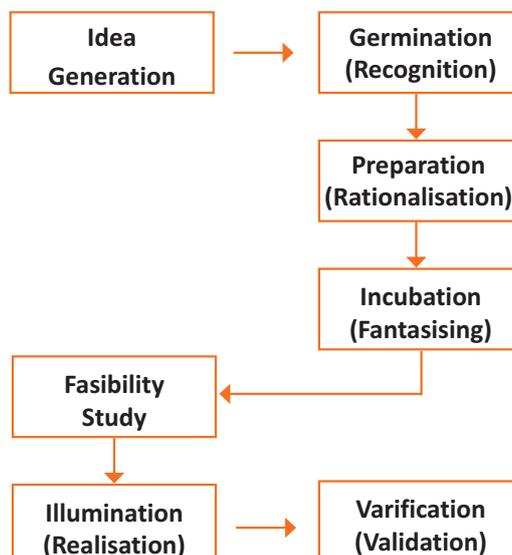 Idea
Generation
Germination
(Recognition)
Preparation
(Rationalisation)
Incubation
(Fantasising)
Fasibility
Study
Illumination
(Realisation)
Varification
(Validation)